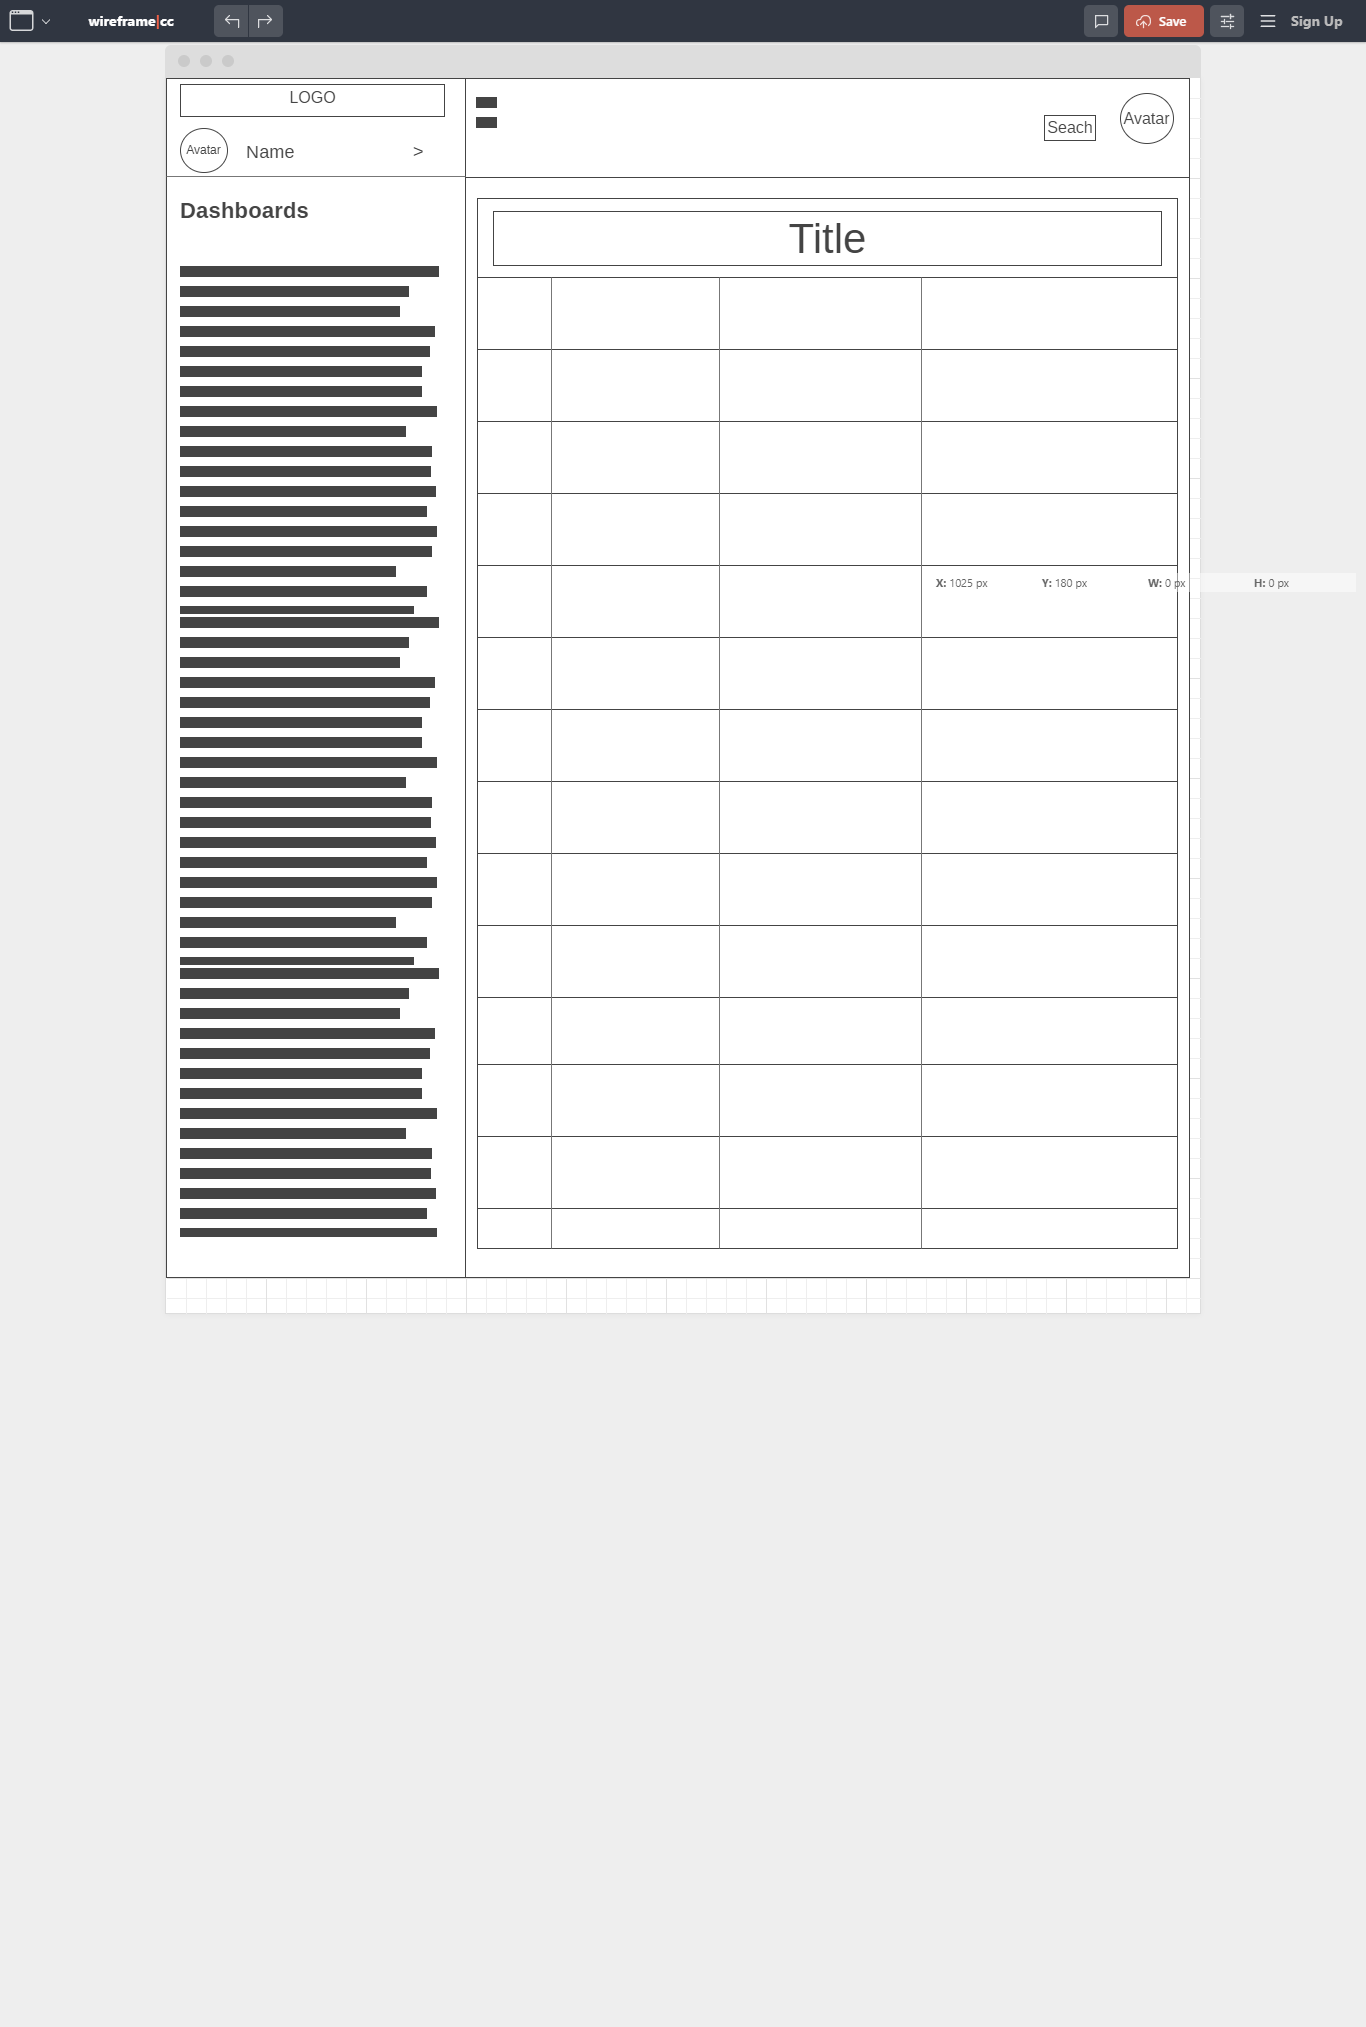 wireframe|cc
Save
Sign Up
LOGO
Avatar
Name
>
Seach
Avatar
Dashboards
Title
X: 1025 px Y: 180 px W: 0 px H: 0 px